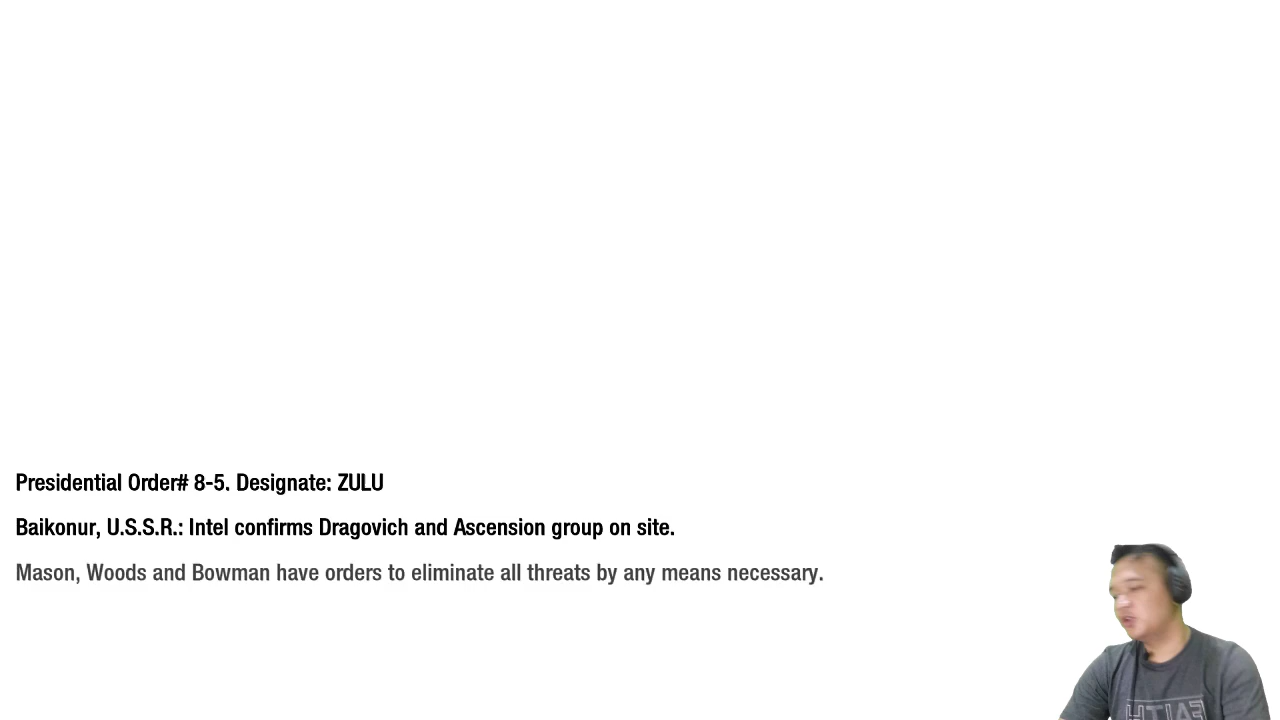 Presidential Order# 8-5. Designate: ZULU
Baikonur, U.S.S.R.: Intel confirms Dragovich and Ascension group on site.
Mason, Woods and Bowman have orders to eliminate all threats by any means necessary.
FAITH